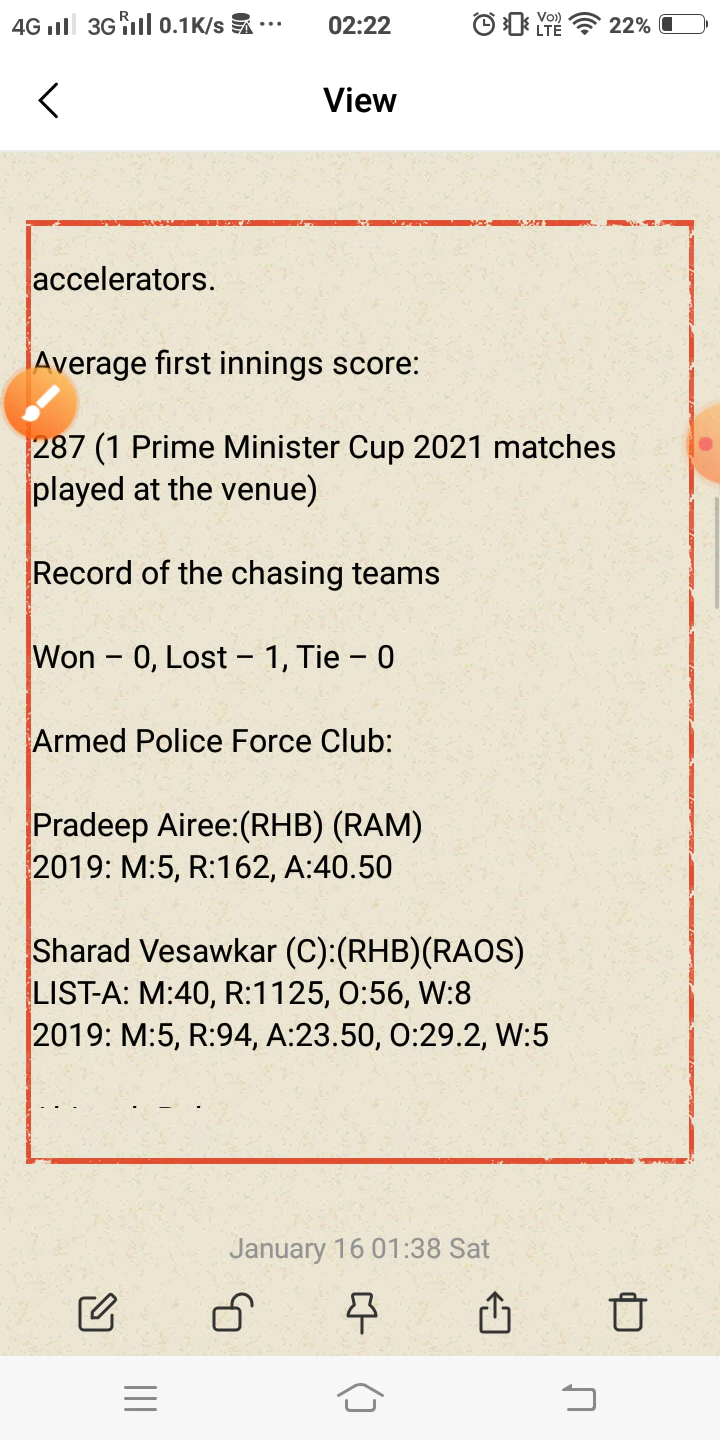 4G 3G R 0.1K/s ... 02:22 Vo)) LTE 22%
View
accelerators.
Average first innings score:
287 (1 Prime Minister Cup 2021 matches
played at the venue)
Record of the chasing teams
Won – 0, Lost – 1, Tie – 0
Armed Police Force Club:
Pradeep Airee:(RHB) (RAM)
2019: M:5, R:162, A:40.50
Sharad Vesawkar (C):(RHB)(RAOS)
LIST-A: M:40, R:1125, O:56, W:8
2019: M:5, R:94, A:23.50, O:29.2, W:5
January 16 01:38 Sat